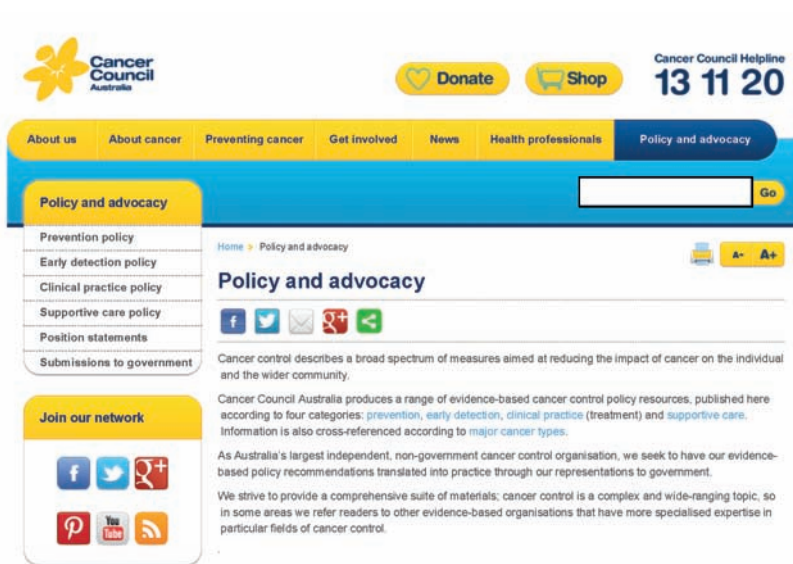 Cancer
Council
Australia
Donate
Shop
Cancer Council Helpline
13 11 20
About us
About cancer
Preventing cancer
Get involved
News
Health professionals
Policy and advocacy
Go
Policy and advocacy
Prevention policy
Early detection policy
Clinical practice policy
Supportive care policy
Position statements
Submissions to government
Join our network
f
g+
P
You
Tube
Home > Policy and advocacy
A-
A+
Policy and advocacy
f
g+
Cancer control describes a broad spectrum of measures aimed at reducing the impact of cancer on the individual
and the wider community.
Cancer Council Australia produces a range of evidence-based cancer control policy resources, published here
according to four categories: prevention, early detection, clinical practice (treatment) and supportive care.
Information is also cross-referenced according to major cancer types.
As Australia's largest independent, non-government cancer control organisation, we seek to have our evidence-
based policy recommendations translated into practice through our representations to government.
We strive to provide a comprehensive suite of materials; cancer control is a complex and wide-ranging topic, so
in some areas we refer readers to other evidence-based organisations that have more specialised expertise in
particular fields of cancer control.